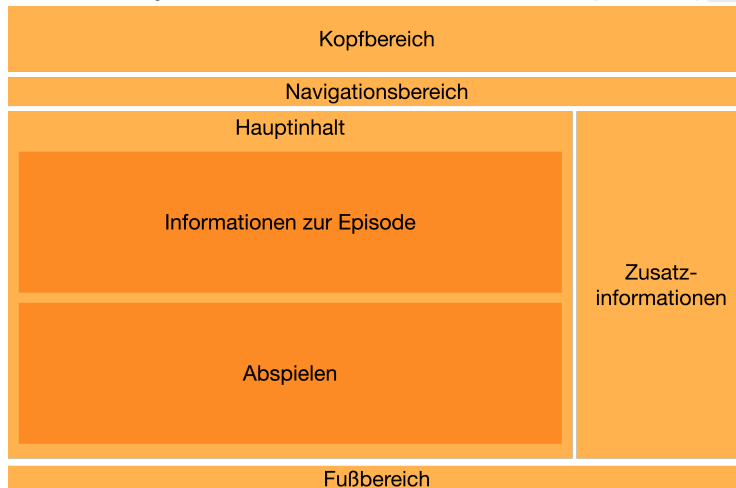 Kopfbereich
Navigationsbereich
Hauptinhalt
Informationen zur Episode
Abspielen
Zusatz-
informationen
Fußbereich